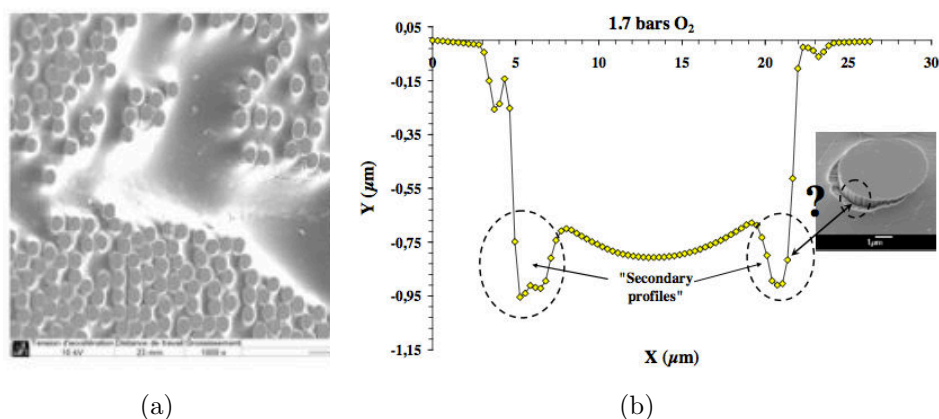 1.7 bars O₂
0,05
-0,15
-0,35
-0,55
-0,75
-0,95
-1,15
0
5
10
15
20
25
30
Y (µm)
X (µm)
"Secondary
profiles"
?
1µm
Tension d'accélération Distance de travail Grossissement
10 kV 23 mm 1000 x
(a)
(b)